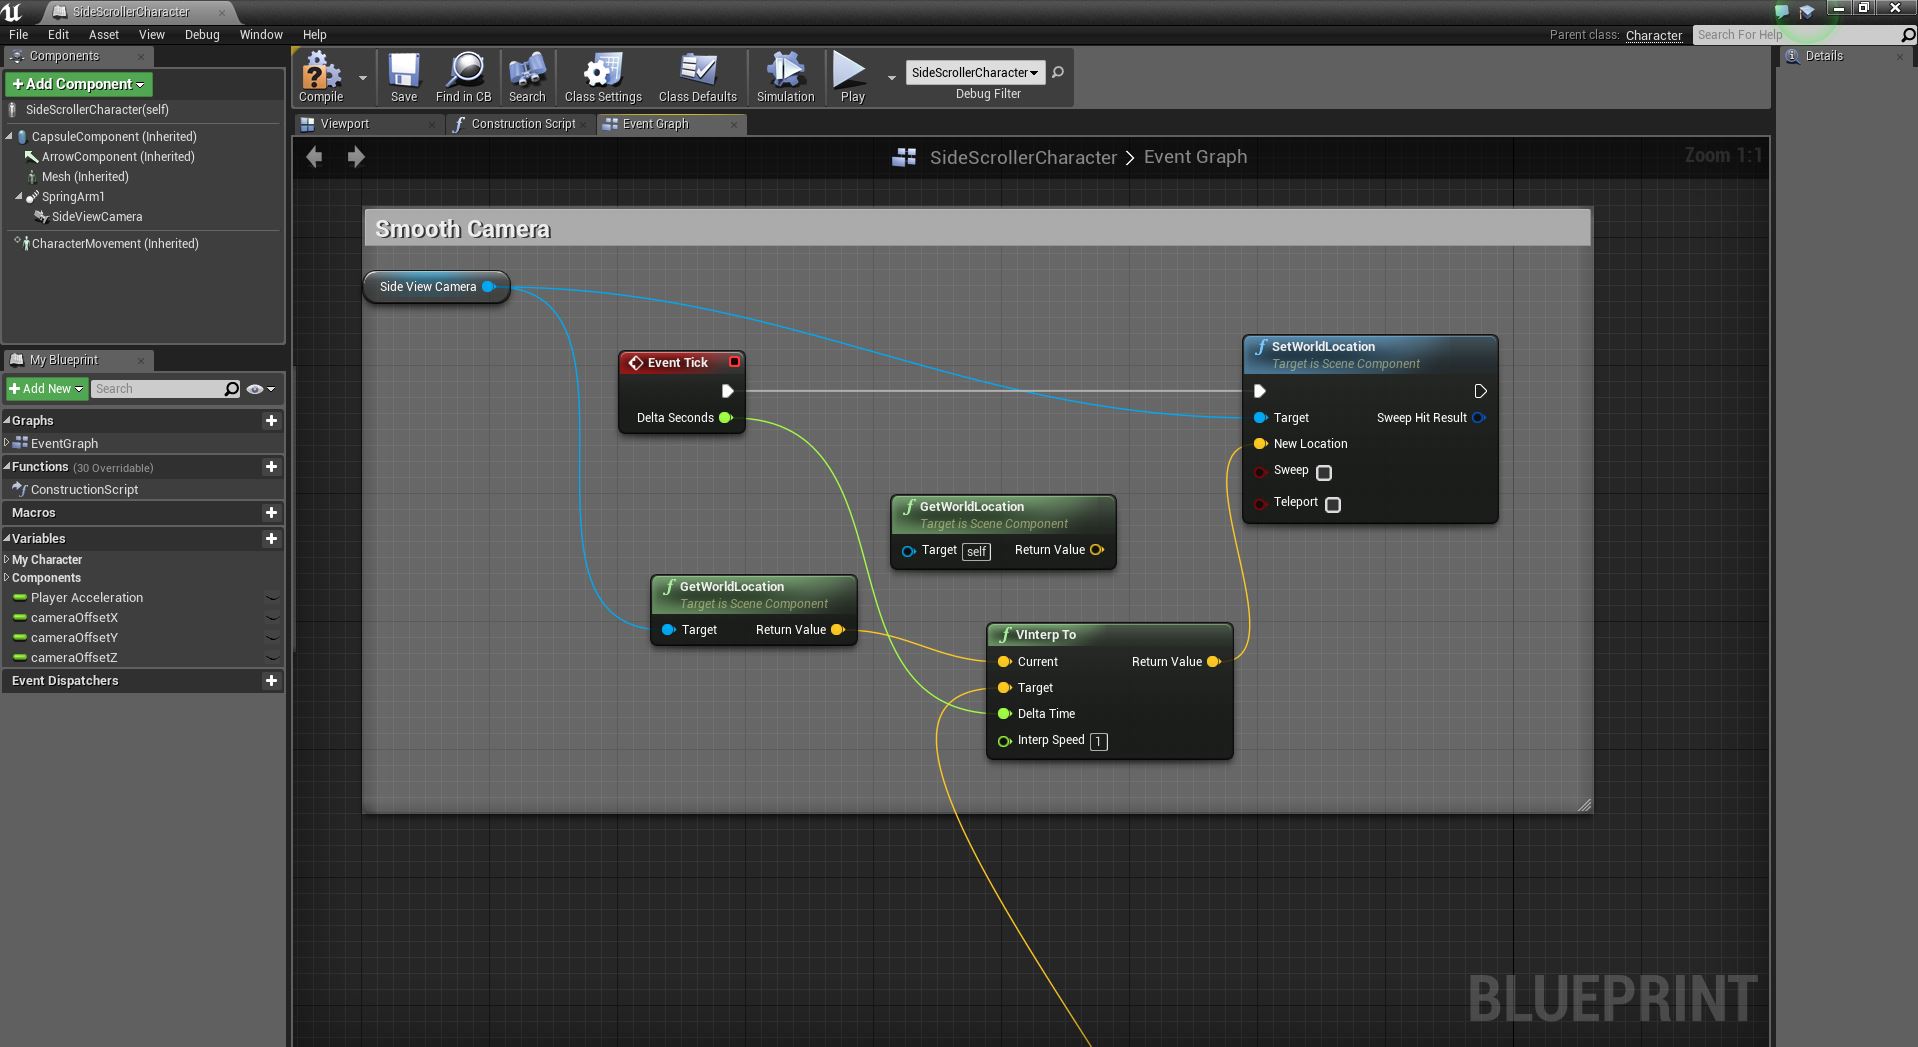 SideScrollerCharacter
File Edit Asset View Debug Window Help
Parent class: Character
Search For Help
Components
+Add Component
SideScrollerCharacter(self)
CapsuleComponent (Inherited)
ArrowComponent (Inherited)
Mesh (Inherited)
SpringArm1
SideViewCamera
CharacterMovement (Inherited)
My Blueprint
+Add New
Search
Graphs
EventGraph
Functions (30 Overridable)
ConstructionScript
Macros
Variables
My Character
Components
Player Acceleration
cameraOffsetX
cameraOffsetY
cameraOffsetZ
Event Dispatchers
Compile
Save
Find in CB
Search
Class Settings
Class Defaults
Simulation
Play
SideScrollerCharacter
Debug Filter
Viewport
Construction Script
Event Graph
SideScrollerCharacter > Event Graph
Zoom 1:1
Smooth Camera
Side View Camera
Event Tick
Delta Seconds
SetWorldLocation
Target is Scene Component
Target
Sweep Hit Result
New Location
Sweep
Teleport
GetWorldLocation
Target is Scene Component
Target self
Return Value
GetWorldLocation
Target is Scene Component
Target
Return Value
VInterp To
Current
Return Value
Target
Delta Time
Interp Speed 1
BLUEPRINT
Details